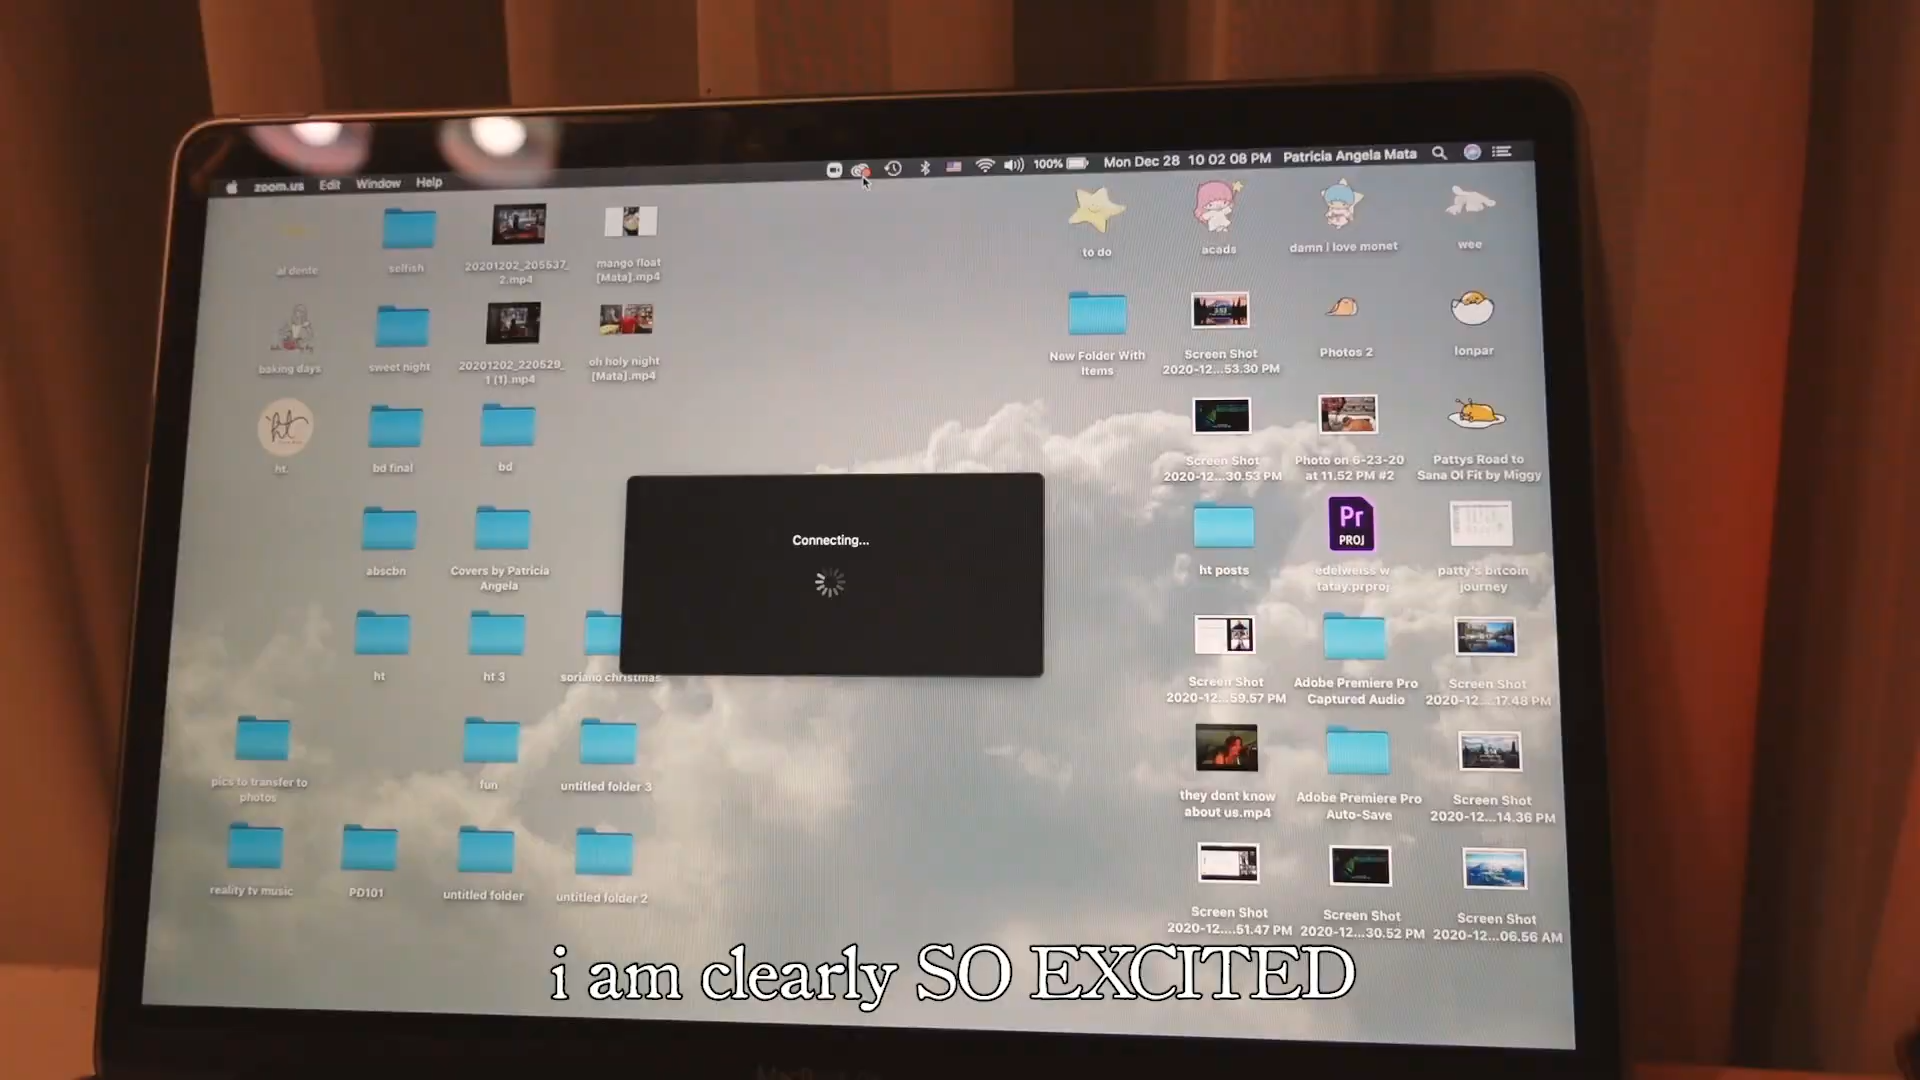 zoom.us Edit Window Help 100% Mon Dec 28 10 02 08 PM Patricia Angela Mata
al dente
selfish
20201202_205537_
2.mp4
mango float
[Mata].mp4
to do
acads
damn i love monet
wee
baking days
sweet night
20201202_220529_
1 (1).mp4
oh holy night
[Mata].mp4
New Folder With
Items
Screen Shot
2020-12...53.30 PM
Photos 2
lonpar
ht
ht.
bd final
bd
Screen Shot
2020-12...30.53 PM
Photo on 6-23-20
at 11.52 PM #2
Pattys Road to
Sana Ol Fit by Miggy
abscbn
Covers by Patricia
Angela
Connecting...
ht posts
Pr
PROJ
edelweiss w
tatay.prproj
patty's bitcoin
journey
ht
ht 3
soriano christmas
Screen Shot
2020-12...59.57 PM
Adobe Premiere Pro
Captured Audio
Screen Shot
2020-12....17.48 PM
pics to transfer to
photos
fun
untitled folder 3
they dont know
about us.mp4
Adobe Premiere Pro
Auto-Save
Screen Shot
2020-12...14.36 PM
reality tv music
PD101
untitled folder
untitled folder 2
Screen Shot
2020-12....51.47 PM
Screen Shot
2020-12...30.52 PM
Screen Shot
2020-12...06.56 AM
i am clearly SO EXCITED